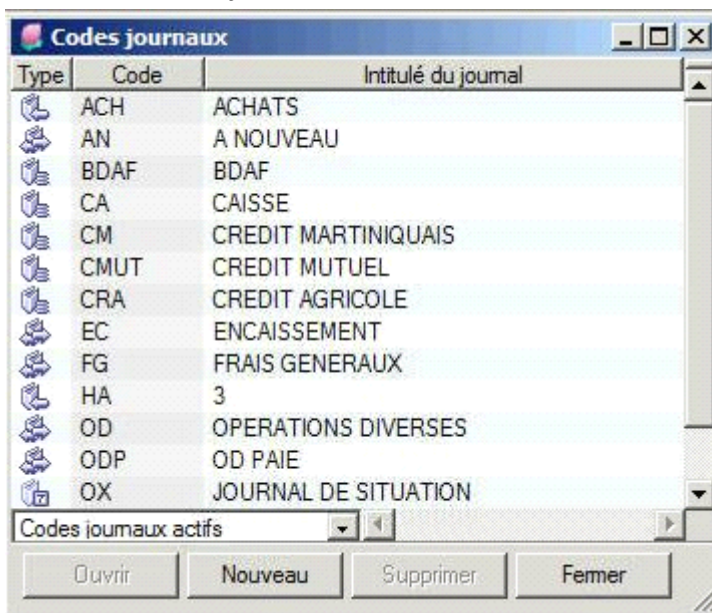 Codes journaux
Type Code Intitulé du journal
ACH ACHATS
AN A NOUVEAU
BDAF BDAF
CA CAISSE
CM CREDIT MARTINIQUAIS
CMUT CREDIT MUTUEL
CRA CREDIT AGRICOLE
EC ENCAISSEMENT
FG FRAIS GENERAUX
HA 3
OD OPERATIONS DIVERSES
ODP OD PAIE
OX JOURNAL DE SITUATION
Codes journaux actifs
Ouvrir Nouveau Supprimer Fermer